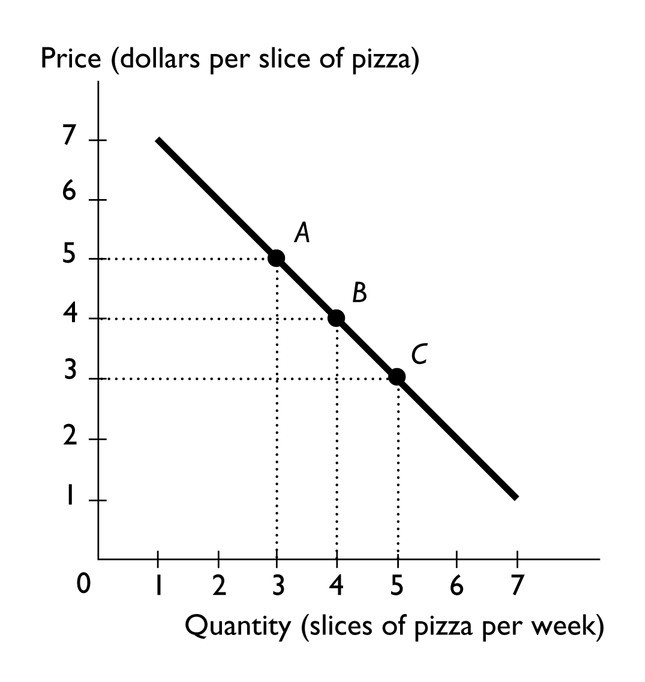 Price (dollars per slice of pizza)
7
6
5
4
3
2
1
A
B
C
0 1 2 3 4 5 6 7
Quantity (slices of pizza per week)